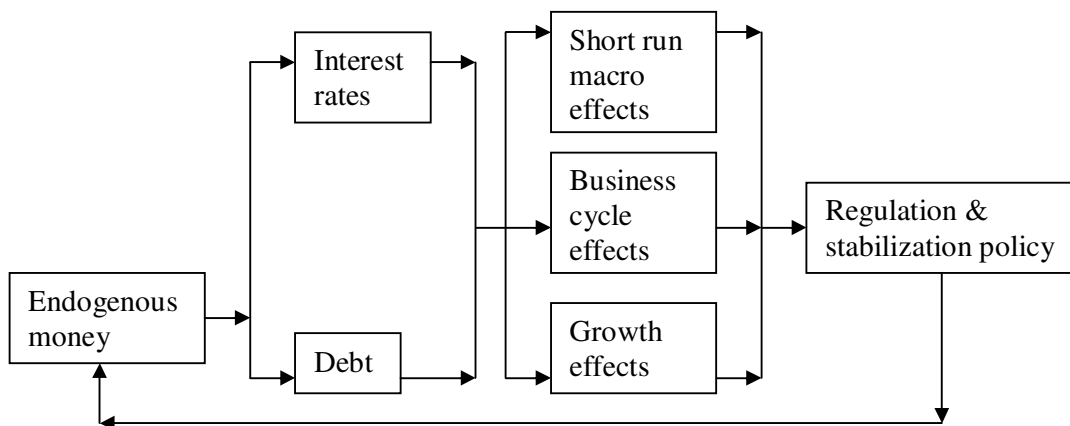 Interest
rates
Short run
macro
effects
Business
cycle
effects
Regulation &
stabilization policy
Endogenous
money
Debt
Growth
effects